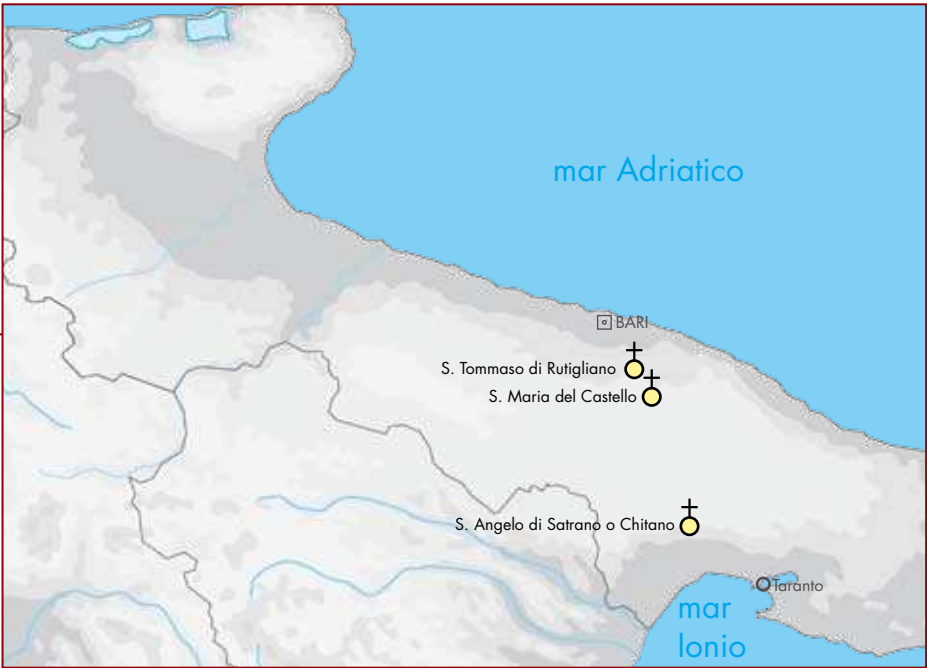 mar Adriatico
BARI
S. Tommaso di Rutigliano
S. Maria del Castello
S. Angelo di Satrano o Chitano
Taranto
mar
Ionio